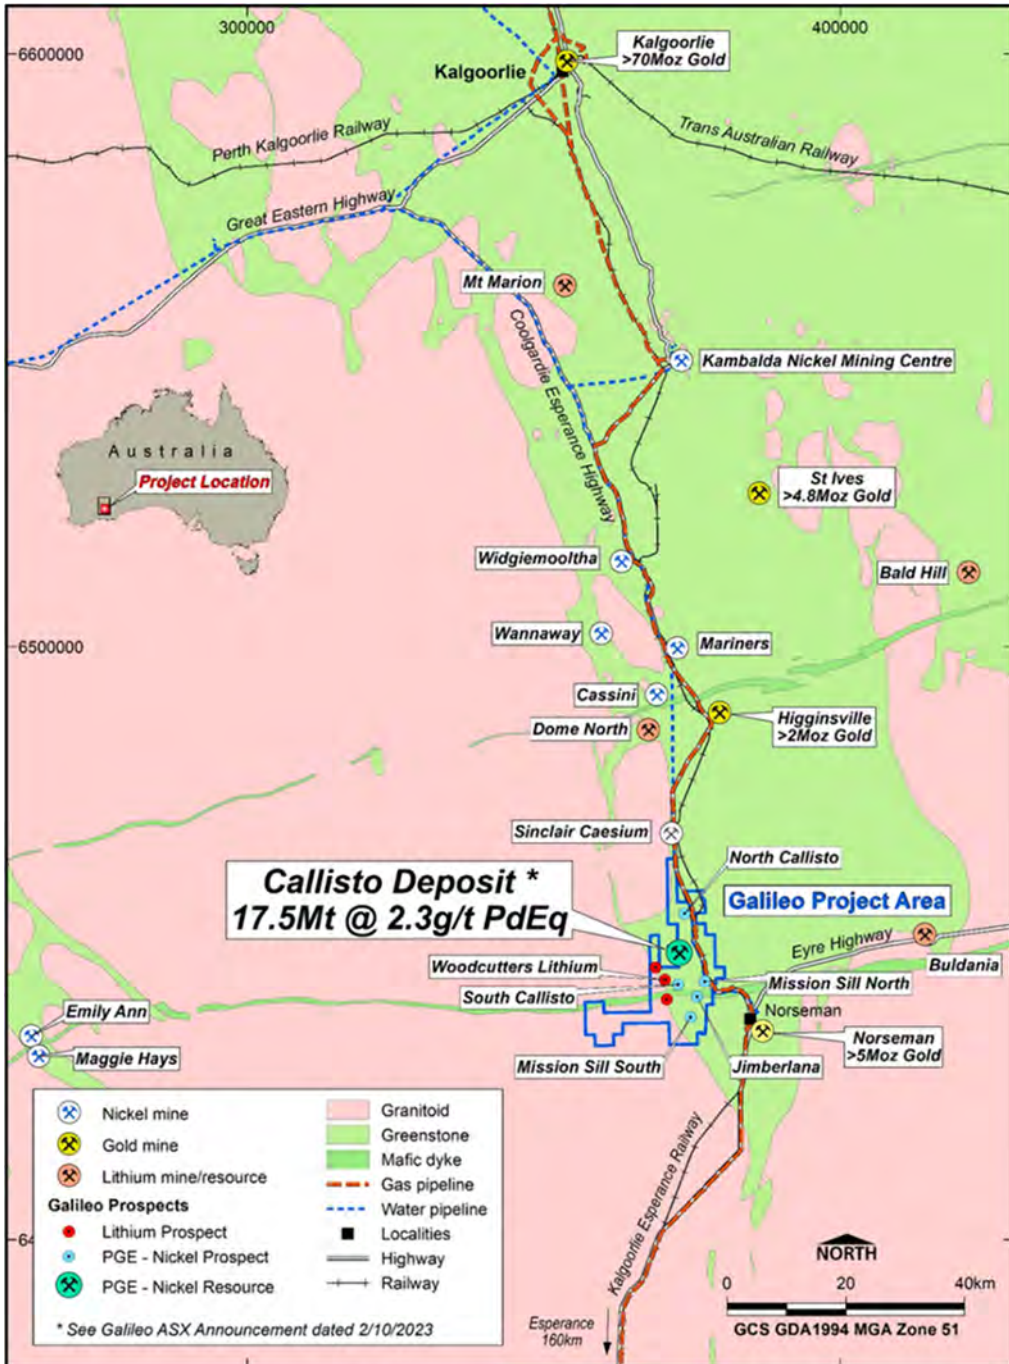 300000
400000
6600000
Kalgoorlie
>70Moz Gold
Kalgoorlie
Perth Kalgoorlie Railway
Trans Australian Railway
Great Eastern Highway
Mt Marion
Coolgardie Esperance Highway
Kambalda Nickel Mining Centre
Australia
Project Location
St Ives
>4.8Moz Gold
Widgiemooltha
Bald Hill
Wannaway
Mariners
6500000
Cassini
Dome North
Higginsville
>2Moz Gold
Sinclair Caesium
North Callisto
Callisto Deposit *
17.5Mt @ 2.3g/t PdEq
Galileo Project Area
Eyre Highway
Buldania
Woodcutters Lithium
South Callisto
Mission Sill North
Norseman
Emily Ann
Maggie Hays
Norseman
>5Moz Gold
Mission Sill South
Jimberlana
Nickel mine
Gold mine
Lithium mine/resource
Galileo Prospects
Lithium Prospect
PGE - Nickel Prospect
PGE - Nickel Resource
Granitoid
Greenstone
Mafic dyke
Gas pipeline
Water pipeline
Localities
Highway
Railway
* See Galileo ASX Announcement dated 2/10/2023
Kalgoorlie Esperance Railway
Esperance
160km
NORTH
0 20 40km
GCS GDA1994 MGA Zone 51